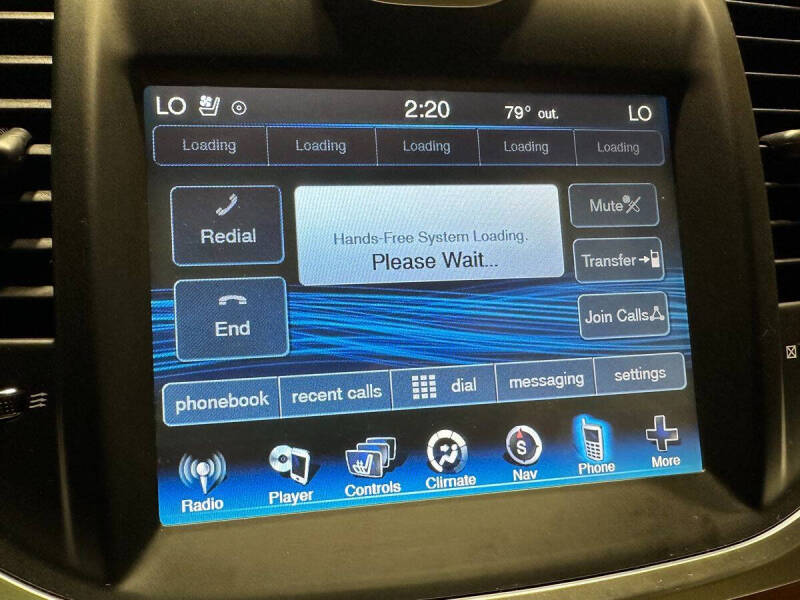 LO 2:20 79° out. LO
Loading Loading Loading Loading Loading
Redial
Hands-Free System Loading.
Please Wait...
Mute
Transfer
End
Join Calls
phonebook recent calls dial messaging settings
S
Radio Player Controls Climate Nav Phone More